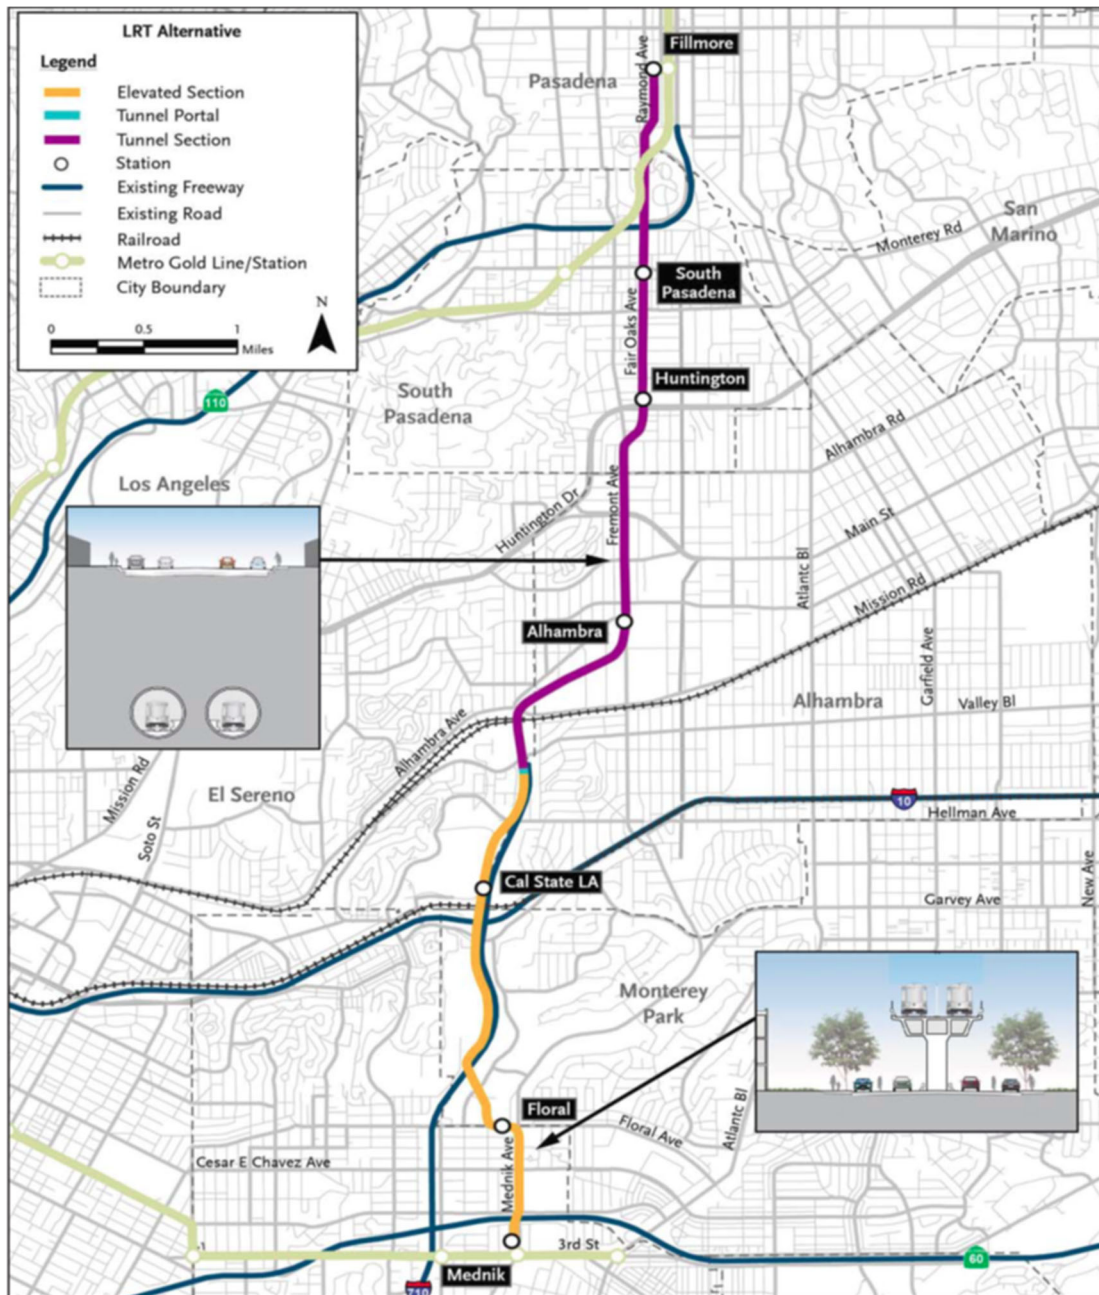 LRT Alternative
Legend
Elevated Section
Tunnel Portal
Tunnel Section
Station
Existing Freeway
Existing Road
Railroad
Metro Gold Line/Station
City Boundary
N
0 0.5 1
Miles
Fillmore
Raymond Ave
Pasadena
San
Marino
Monterey Rd
South
Pasadena
Fair Oaks Ave
Huntington
South
Pasadena
110
Alhambra Rd
Los Angeles
Fremont Ave
Huntington Dr
Main St
Atlantc Bl
Mission Rd
Alhambra
Garfield Ave
Alhambra
Valley Bl
Alhambra Ave
Mission Rd
El Sereno
Soto St
10
Hellman Ave
Cal State LA
Garvey Ave
New Ave
Monterey
Park
Floral
Floral Ave
Atlantc Bl
Cesar E Chavez Ave
Mednik Ave
3rd St
Mednik
60
710